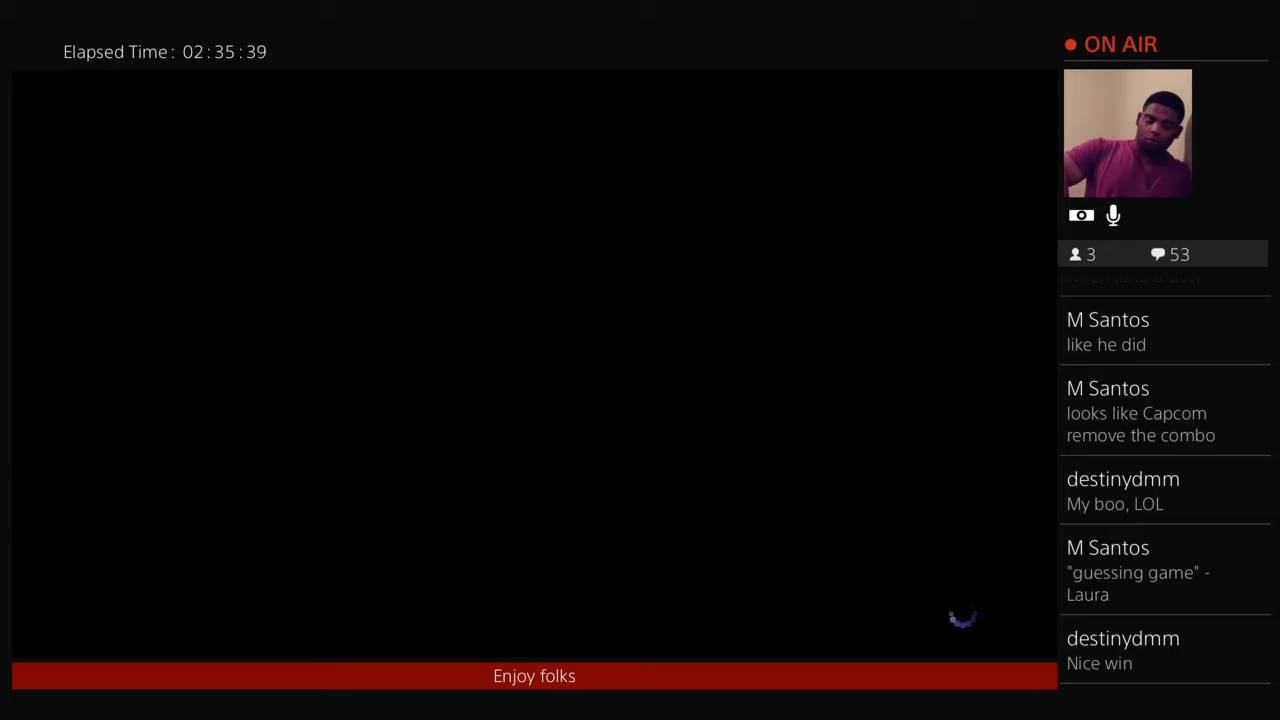 Elapsed Time: 02:35:39
ON AIR
3 53
M Santos
like he did
M Santos
looks like Capcom
remove the combo
destinydmm
My boo, LOL
M Santos
"guessing game" -
Laura
destinydmm
Nice win
Enjoy folks